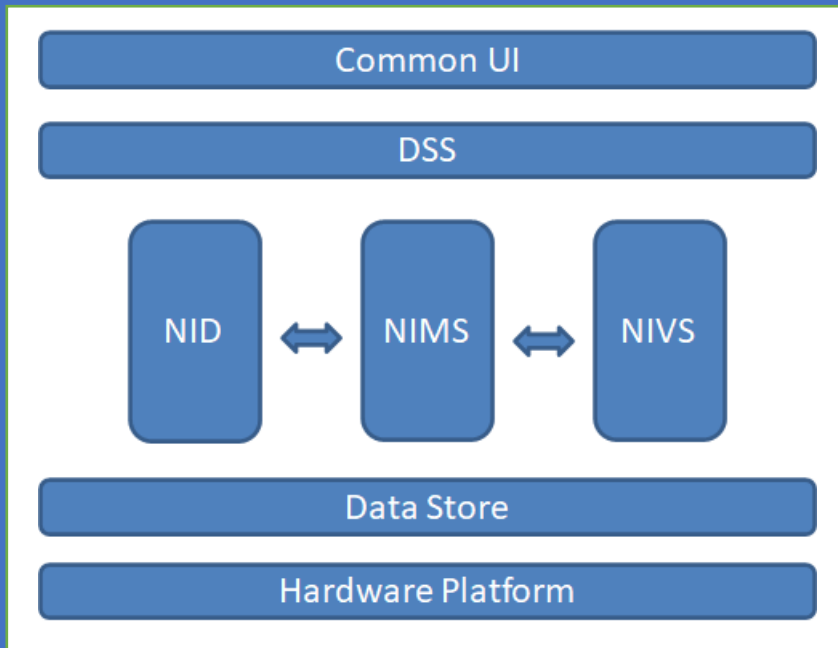 Common UI
DSS
NID
NIMS
NIVS
Data Store
Hardware Platform